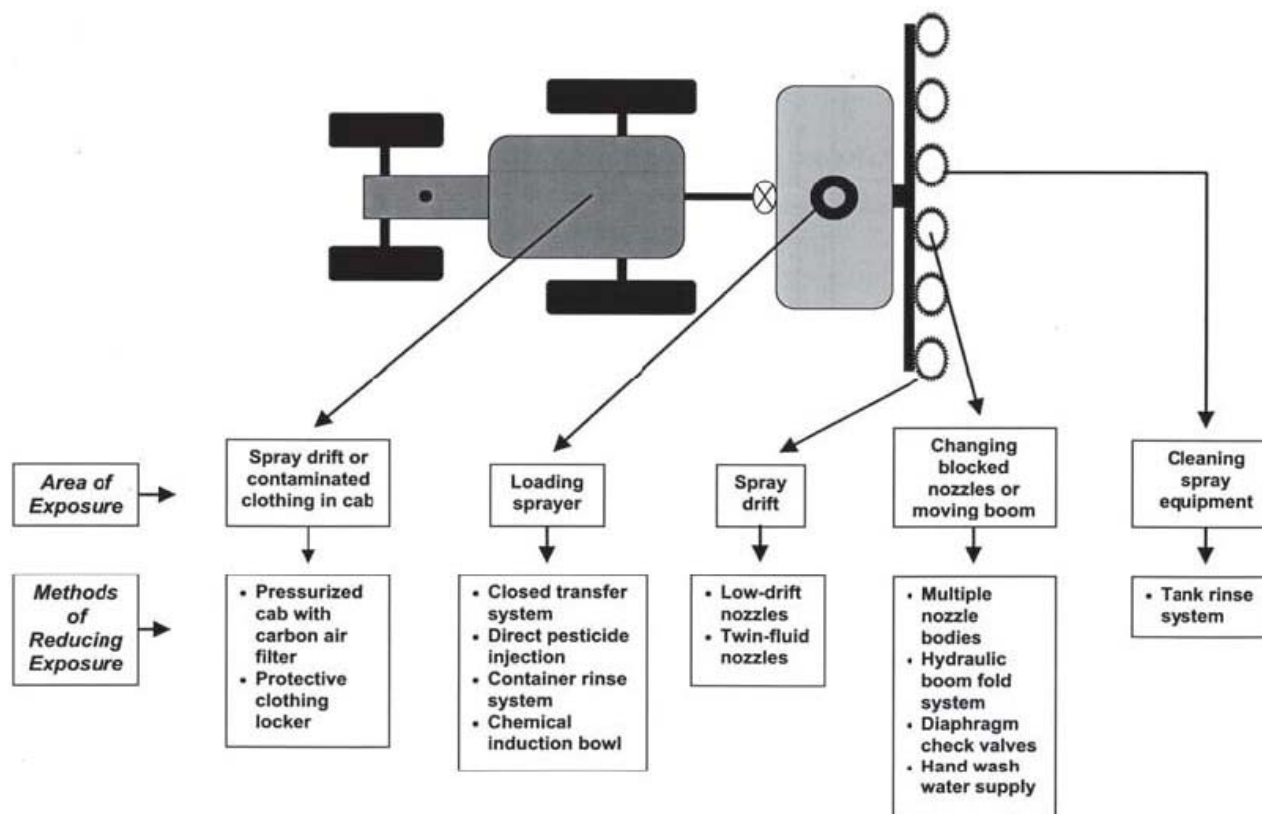 Area of
Exposure
Spray drift or
contaminated
clothing in cab
Loading
sprayer
Spray
drift
Changing
blocked
nozzles or
moving boom
Cleaning
spray
equipment
Methods
of
Reducing
Exposure
• Pressurized
cab with
carbon air
filter
• Protective
clothing
locker
• Closed transfer
system
• Direct pesticide
injection
• Container rinse
system
• Chemical
induction bowl
• Low-drift
nozzles
• Twin-fluid
nozzles
• Multiple
nozzle
bodies
• Hydraulic
boom fold
system
• Diaphragm
check valves
• Hand wash
water supply
• Tank rinse
system